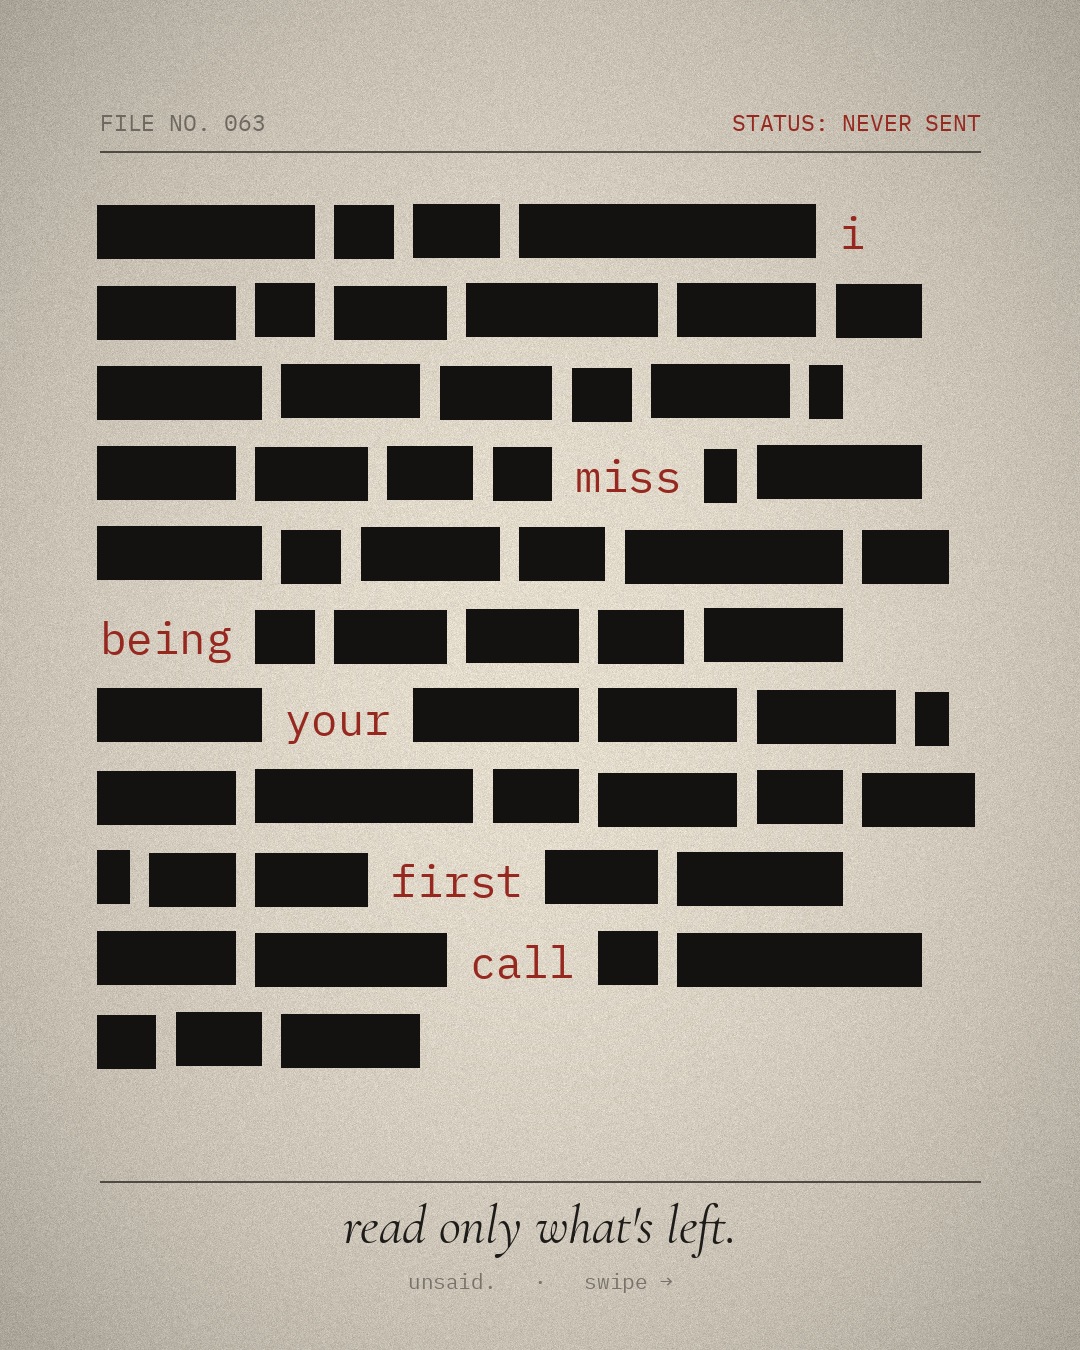 FILE NO. 063 STATUS: NEVER SENT
i
miss
being
your
first
call
read only what's left.
unsaid. · swipe →